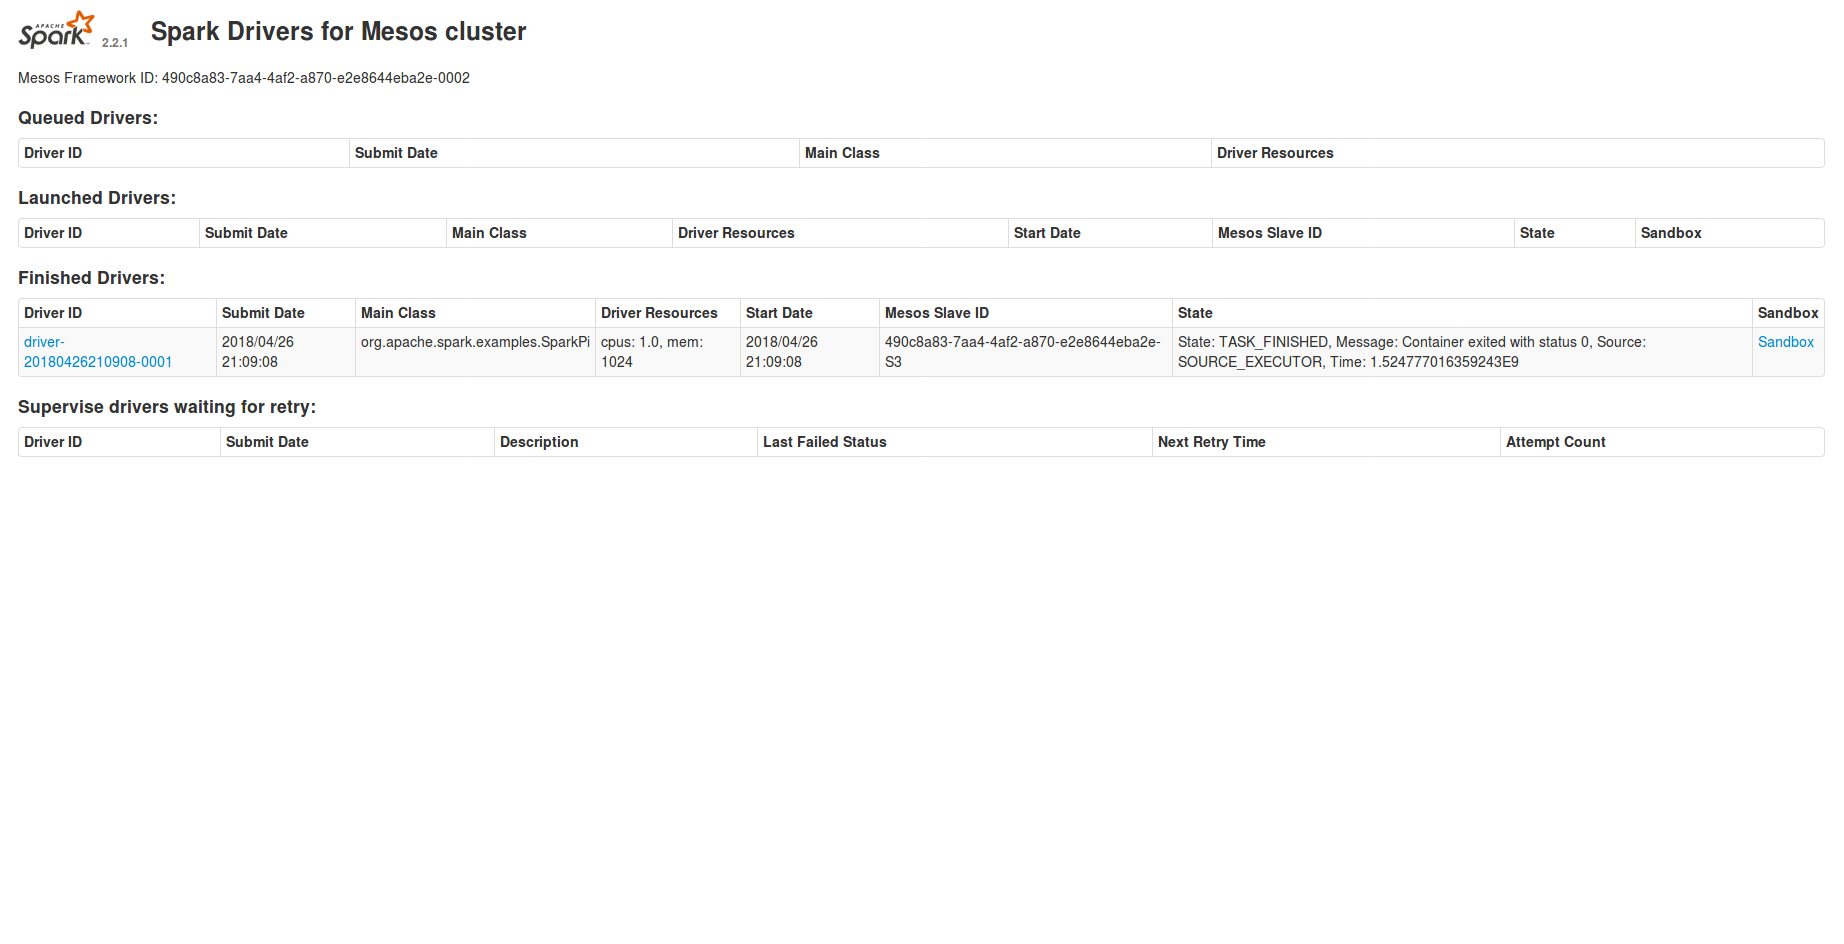 APACHE
Spark 2.2.1 Spark Drivers for Mesos cluster
Mesos Framework ID: 490c8a83-7aa4-4af2-a870-e2e8644eba2e-0002
Queued Drivers:
Driver ID Submit Date Main Class Driver Resources
Launched Drivers:
Driver ID Submit Date Main Class Driver Resources Start Date Mesos Slave ID State Sandbox
Finished Drivers:
Driver ID Submit Date Main Class Driver Resources Start Date Mesos Slave ID State Sandbox
driver- 2018/04/26 org.apache.spark.examples.SparkPi cpus: 1.0, mem: 2018/04/26 490c8a83-7aa4-4af2-a870-e2e8644eba2e- State: TASK_FINISHED, Message: Container exited with status 0, Source: Sandbox
20180426210908-0001 21:09:08 1024 21:09:08 S3 SOURCE_EXECUTOR, Time: 1.524777016359243E9
Supervise drivers waiting for retry:
Driver ID Submit Date Description Last Failed Status Next Retry Time Attempt Count